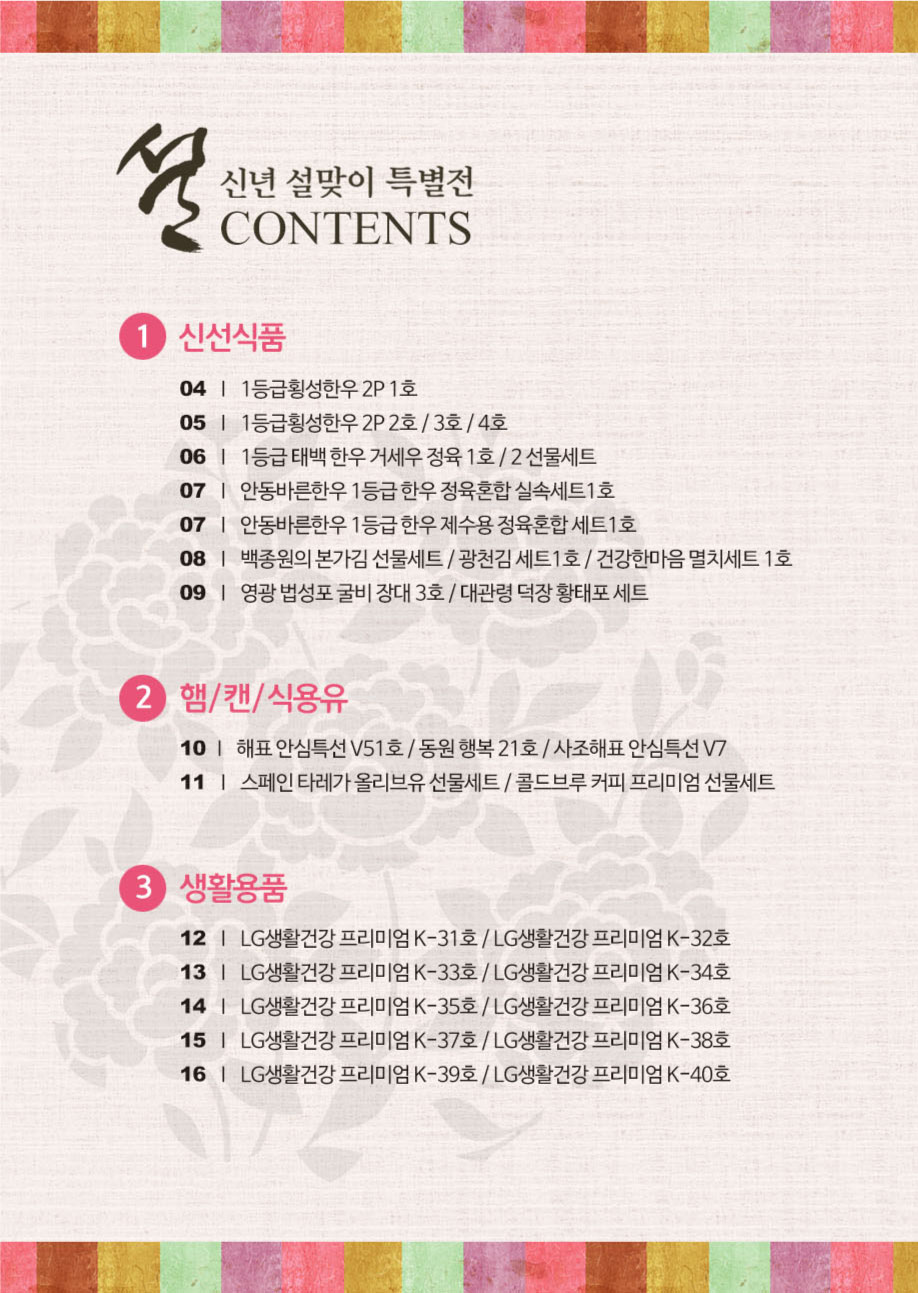 설
신년 설맞이 특별전
CONTENTS
1 신선식품
04 | 1등급횡성한우 2P 1호
05 | 1등급횡성한우 2P 2호 / 3호 / 4호
06 | 1등급 태백 한우 거세우 정육 1호 / 2 선물세트
07 | 안동바른한우 1등급 한우 정육혼합 실속세트1호
07 | 안동바른한우 1등급 한우 제수용 정육혼합 세트1호
08 | 백종원의 본가김 선물세트 / 광천김 세트1호 / 건강한마음 멸치세트 1호
09 | 영광 법성포 굴비 장대 3호 / 대관령 덕장 황태포 세트
2 햄/캔/식용유
10 | 해표 안심특선 V51호 / 동원 행복 21호 / 사조해표 안심특선 V7
11 | 스페인 타레가 올리브유 선물세트 / 콜드브루 커피 프리미엄 선물세트
3 생활용품
12 | LG생활건강 프리미엄 K-31호 / LG생활건강 프리미엄 K-32호
13 | LG생활건강 프리미엄 K-33호 / LG생활건강 프리미엄 K-34호
14 | LG생활건강 프리미엄 K-35호 / LG생활건강 프리미엄 K-36호
15 | LG생활건강 프리미엄 K-37호 / LG생활건강 프리미엄 K-38호
16 | LG생활건강 프리미엄 K-39호 / LG생활건강 프리미엄 K-40호